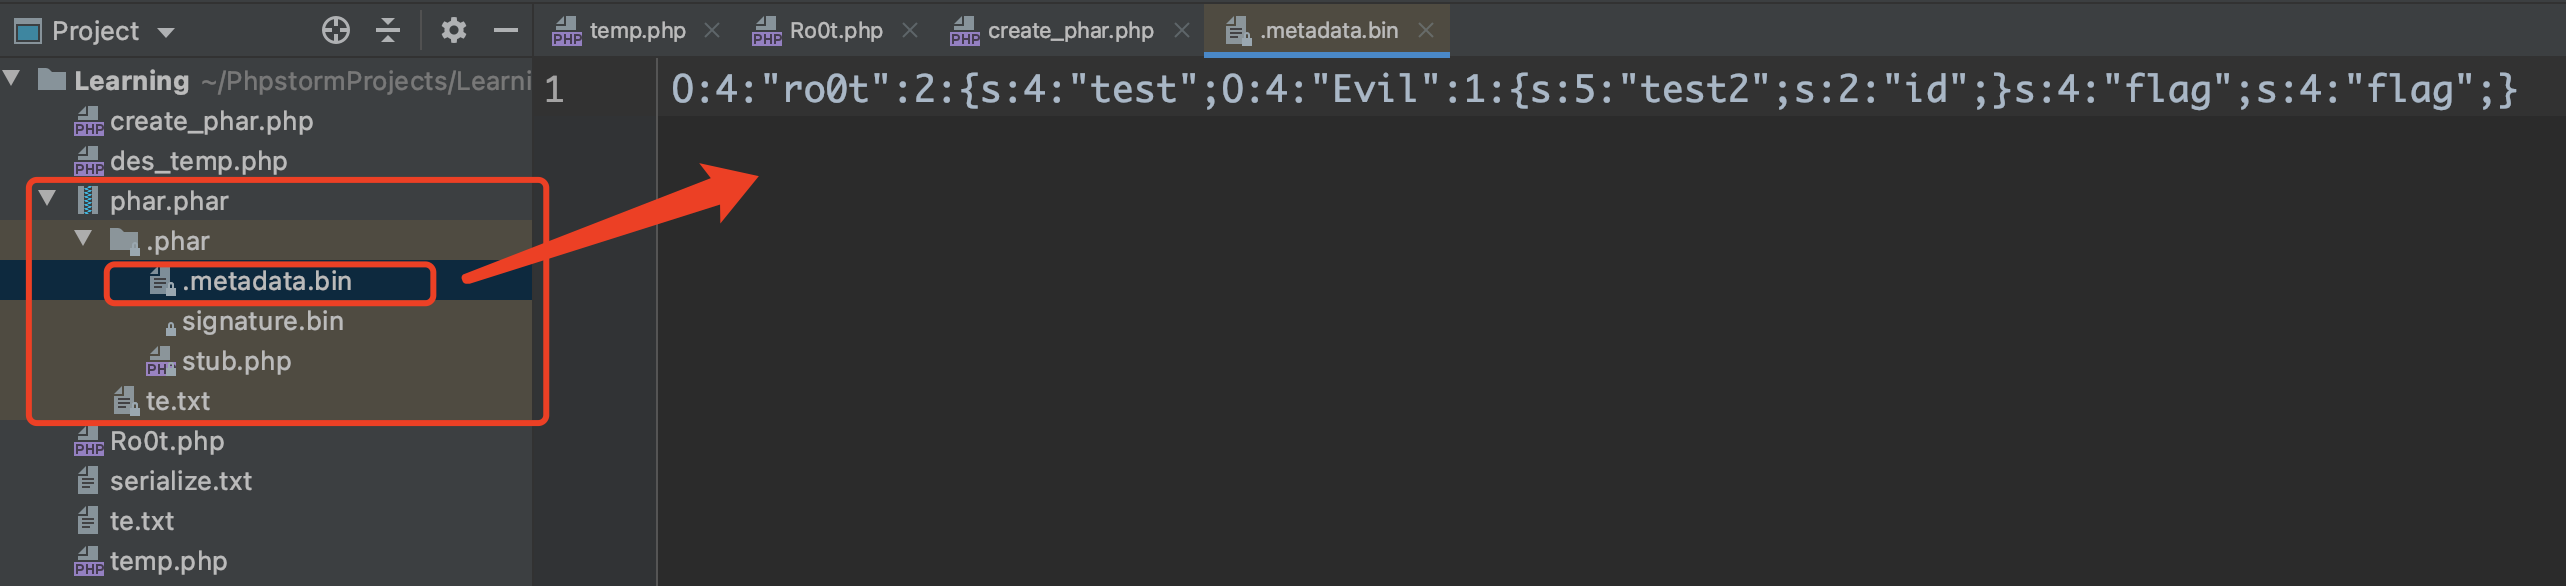 Project
temp.php
Ro0t.php
create_phar.php
.metadata.bin
Learning ~/PhpstormProjects/Learni
create_phar.php
des_temp.php
phar.phar
.phar
.metadata.bin
signature.bin
stub.php
te.txt
Ro0t.php
serialize.txt
te.txt
temp.php
1 O:4:"ro0t":2:{s:4:"test";O:4:"Evil":1:{s:5:"test2";s:2:"id";}s:4:"flag";s:4:"flag";}